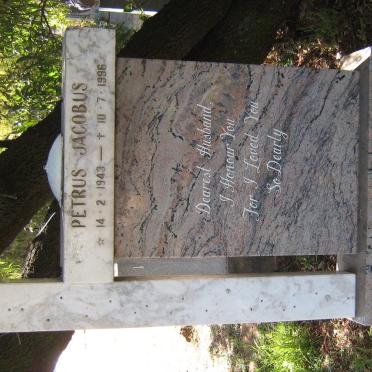 PETRUS JACOBUS
☆ 14 · 2 · 1943 — † 10 · 7 · 1996
Dearest Husband
I Honour You
For I Loved You
So Dearly